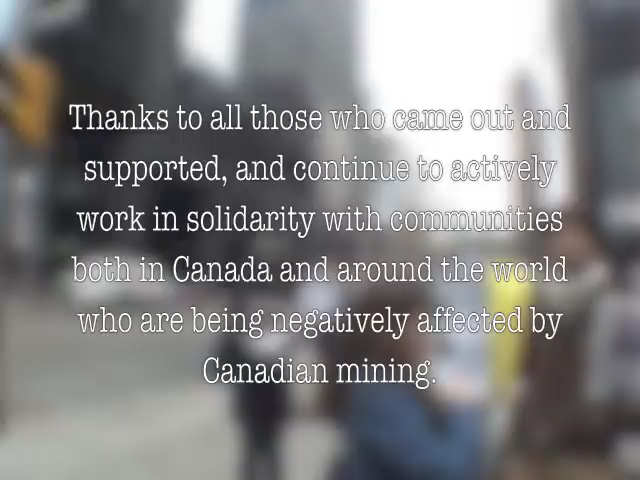 Thanks to all those who came out and
supported, and continue to actively
work in solidarity with communities
both in Canada and around the world
who are being negatively affected by
Canadian mining.